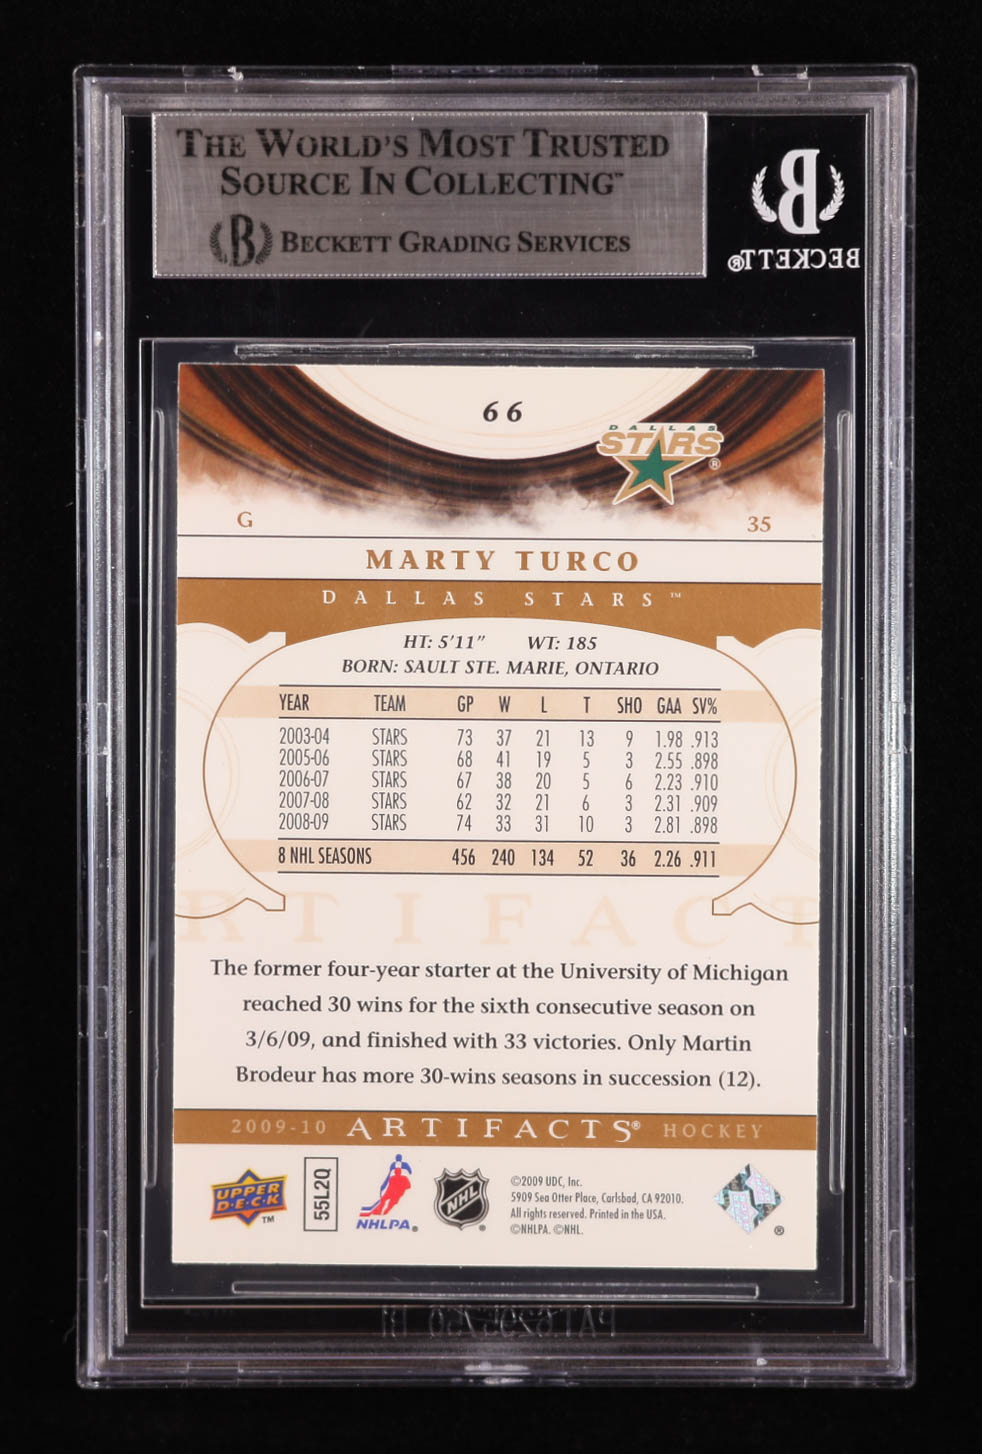 THE WORLD'S MOST TRUSTED
SOURCE IN COLLECTING™
B BECKETT GRADING SERVICES
B
BECKETT®
66
DALLAS
STARS®
G
35
MARTY TURCO
DALLAS STARS™
HT: 5'11" WT: 185
BORN: SAULT STE. MARIE, ONTARIO
YEAR TEAM GP W L T SHO GAA SV%
2003-04 STARS 73 37 21 13 9 1.98 .913
2005-06 STARS 68 41 19 5 3 2.55 .898
2006-07 STARS 67 38 20 5 6 2.23 .910
2007-08 STARS 62 32 21 6 3 2.31 .909
2008-09 STARS 74 33 31 10 3 2.81 .898
8 NHL SEASONS 456 240 134 52 36 2.26 .911
RTIFACT
The former four-year starter at the University of Michigan
reached 30 wins for the sixth consecutive season on
3/6/09, and finished with 33 victories. Only Martin
Brodeur has more 30-wins seasons in succession (12).
2009-10 ARTIFACTS® HOCKEY
UPPER
DECK™
55L2Q
NHLPA®
NHL®
©2009 UDC, Inc.
5909 Sea Otter Place, Carlsbad, CA 92010.
All rights reserved. Printed in the USA.
©NHLPA. ©NHL.
®